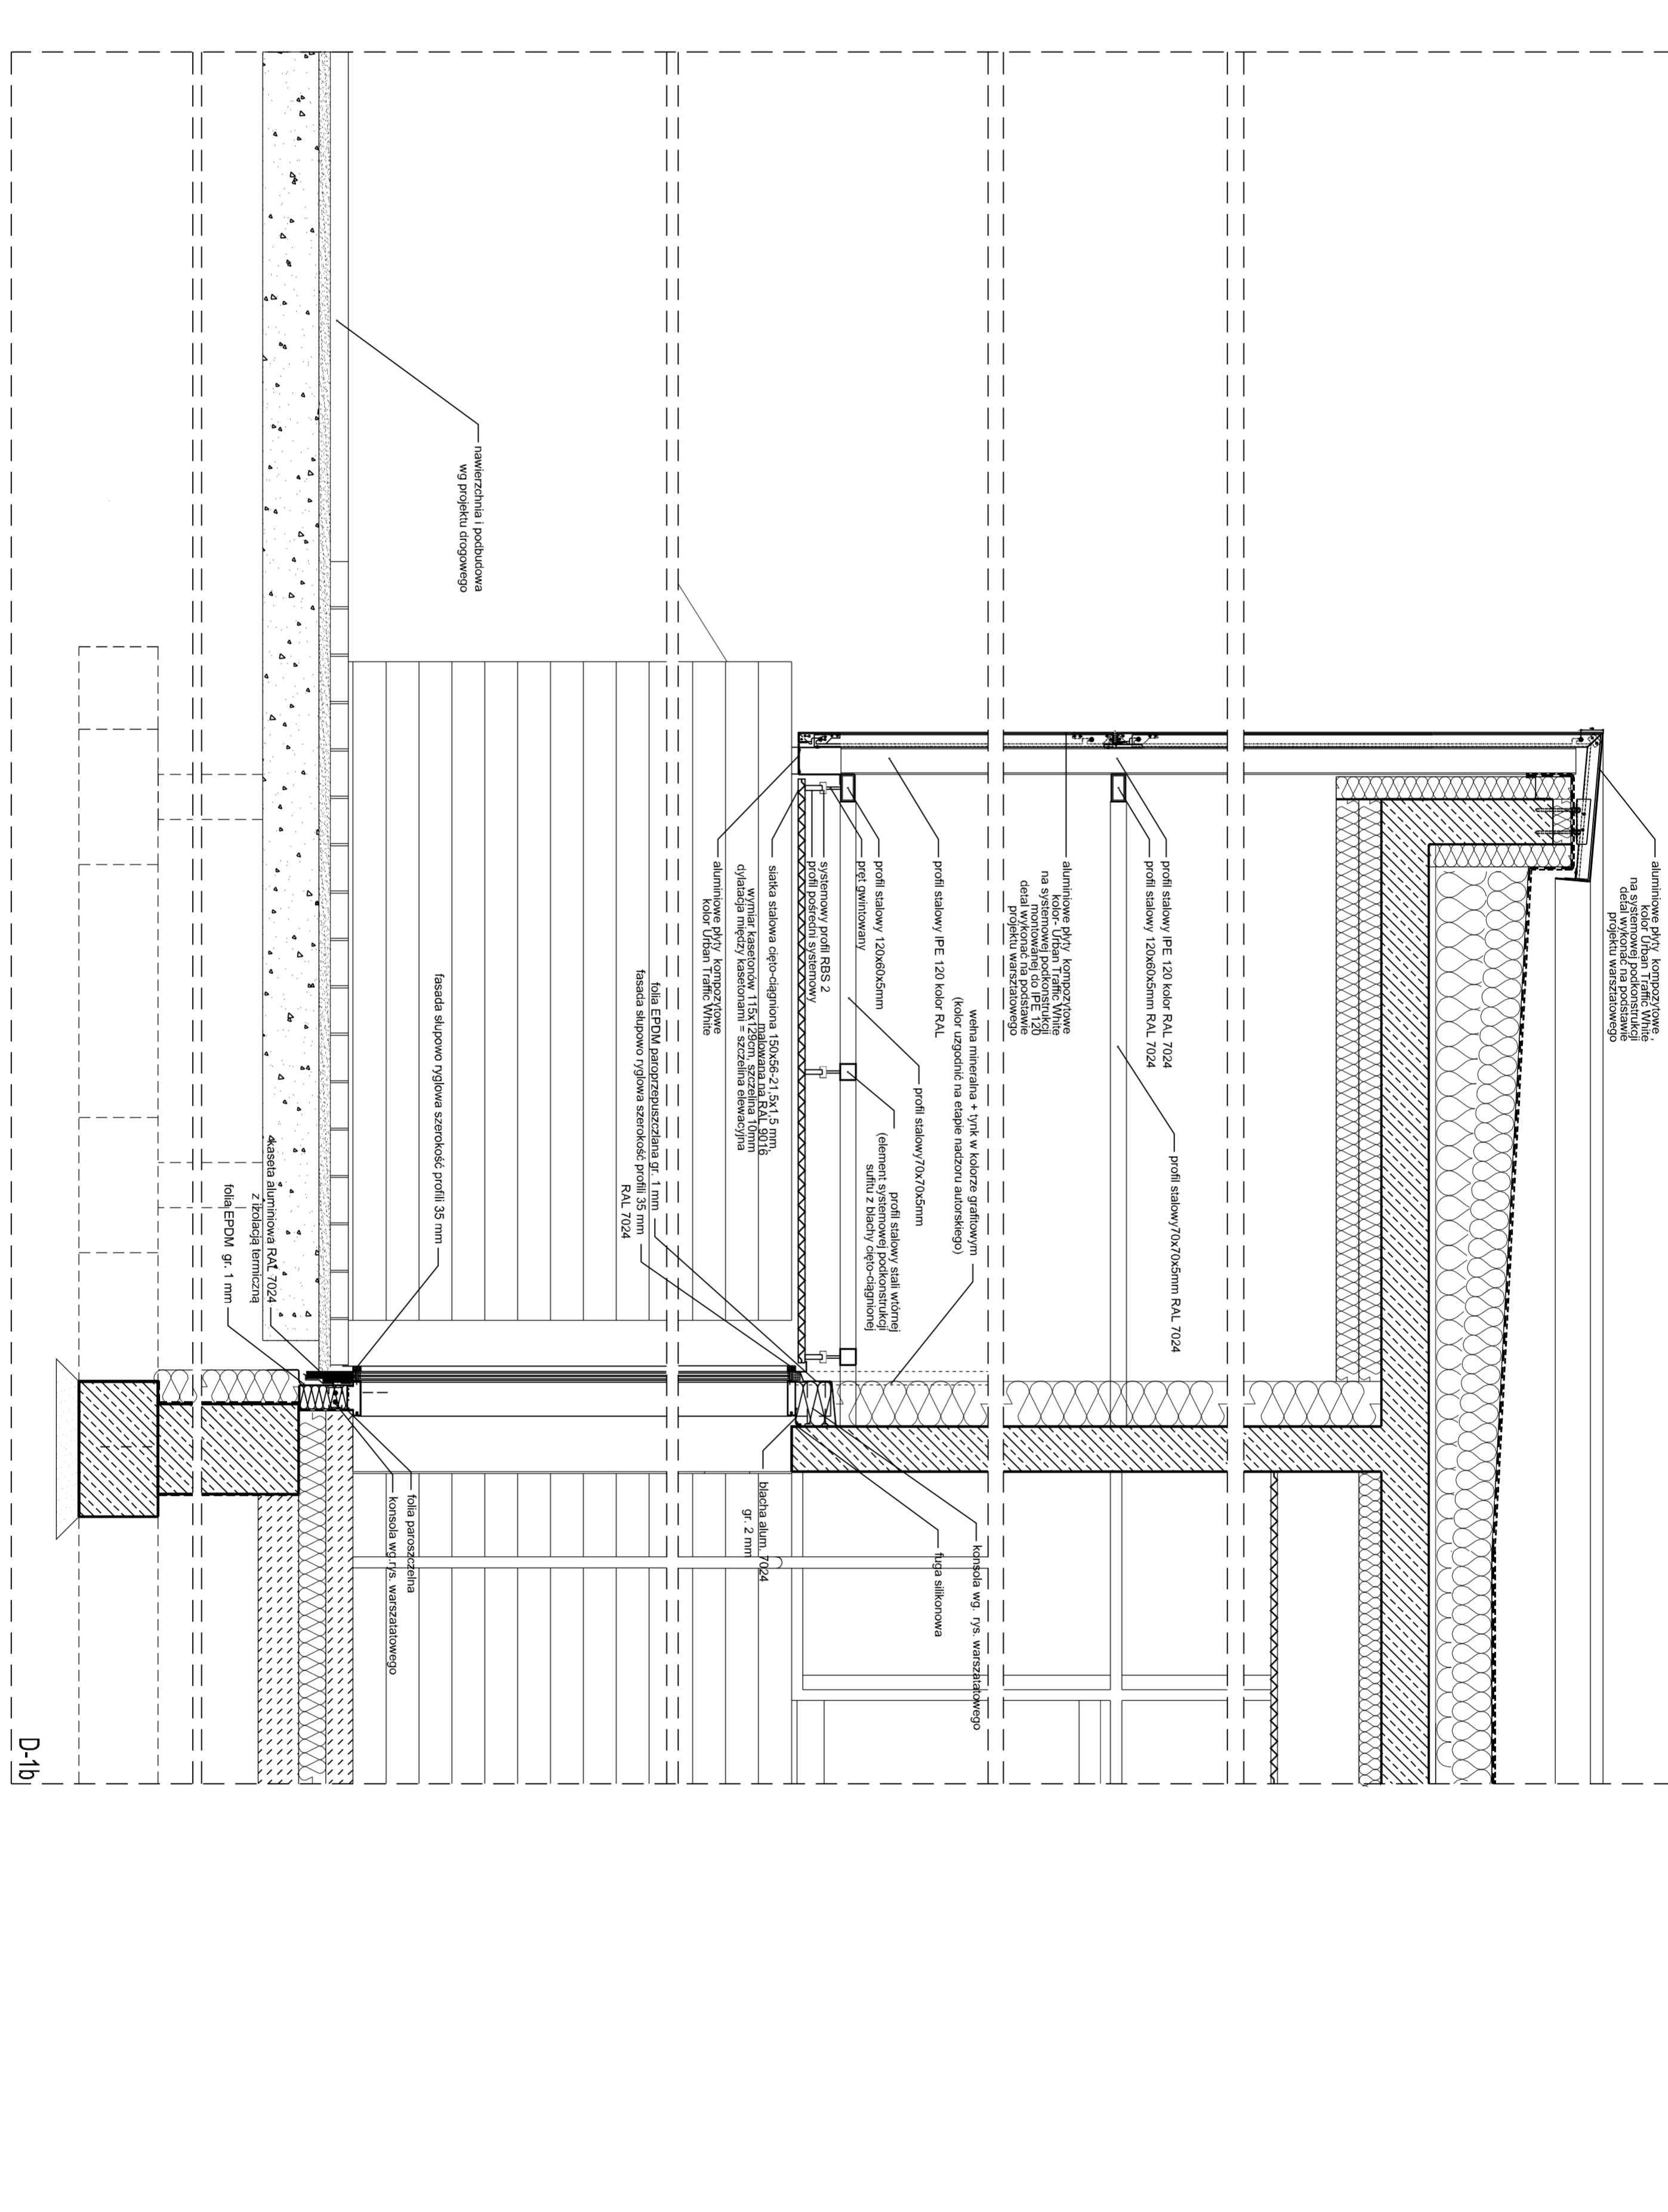 aluminiowe płyty kompozytowe ,
kolor Urban Traffic White
na systemowej podkonstrukcji
detal wykonać na podstawie
projektu warsztatowego
profil stalowy IPE 120 kolor RAL 7024
profil stalowy 120x60x5mm RAL 7024
profil stalowy70x70x5mm RAL 7024
aluminiowe płyty kompozytowe
kolor- Urban Traffic White
na systemowej podkonstrukcji
montowanej do IPE 120
detal wykonać na podstawie
projektu warsztatowego
wełna mineralna + tynk w kolorze grafitowym
(kolor uzgodnić na etapie nadzoru autorskiego)
profil stalowy IPE 120 kolor RAL
profil stalowy70x70x5mm
profil stalowy stali wtórnej
(element systemowej podkonstrukcji
sufitu z blachy cięto-ciągnionej
profil stalowy 120x60x5mm
pręt gwintowany
systemowy profil RBS 2
profil pośredni systemowy
siatka stalowa cięto-ciągniona 150x56-21,5x1,5 mm,
malowana na RAL 9016
wymiar kasetonów 115x129cm, szczelina 10mm
dylatacja między kasetonami = szczelina elewacyjna
aluminiowe płyty kompozytowe
kolor Urban Traffic White
folia EPDM paroprzepuszczlana gr. 1 mm
fasada słupowo ryglowa szerokość profili 35 mm
RAL 7024
konsola wg. rys. warszatatowego
fuga silikonowa
blacha alum. 7024
gr. 2 mm
nawierzchnia i podbudowa
wg projektu drogowego
fasada słupowo ryglowa szerokość profili 35 mm
folia paroszczelna
konsola wg.rys. warszatatowego
kaseta aluminiowa RAL 7024
z izolacją termiczną
folia EPDM gr. 1 mm
D-1b